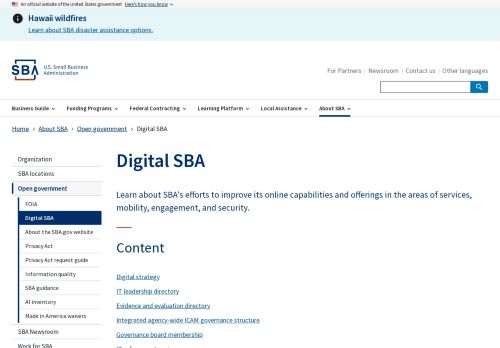 An official website of the United States government Here's how you know
Hawaii wildfires
Learn about SBA disaster assistance options.
SBA
U.S. Small Business
Administration
For Partners Newsroom Contact us Other languages
Business Guide Funding Programs Federal Contracting Learning Platform Local Assistance About SBA
Home About SBA Open government Digital SBA
Organization
SBA locations
Open government
FOIA
Digital SBA
About the SBA.gov website
Privacy Act
Privacy Act request guide
Information quality
SBA guidance
AI inventory
Made in America waivers
SBA Newsroom
Work for SBA
Digital SBA
Learn about SBA's efforts to improve its online capabilities and offerings in the areas of services,
mobility, engagement, and security.
Content
Digital strategy
IT leadership directory
Evidence and evaluation directory
Integrated agency-wide ICAM governance structure
Governance board membership